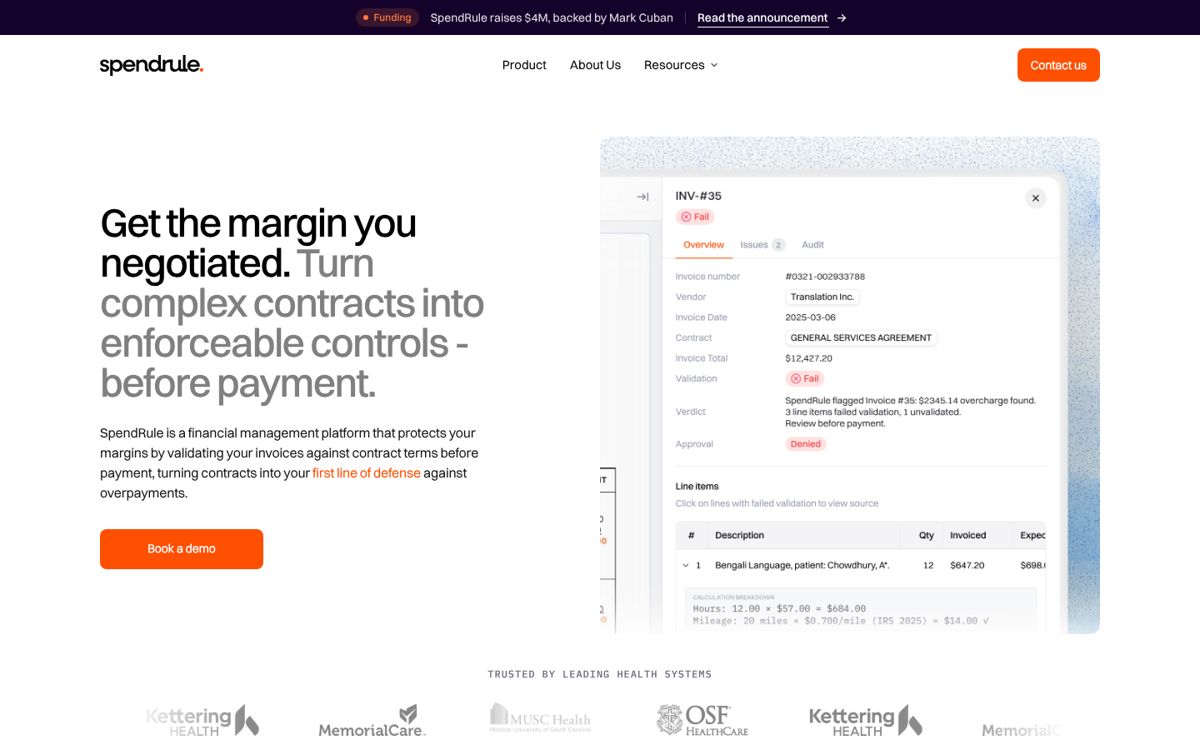 Funding SpendRule raises $4M, backed by Mark Cuban Read the announcement →
spendrule. Product About Us Resources Contact us
Get the margin you
negotiated. Turn
complex contracts into
enforceable controls -
before payment.
SpendRule is a financial management platform that protects your
margins by validating your invoices against contract terms before
payment, turning contracts into your first line of defense against
overpayments.
Book a demo
INV-#35
Fail
Overview Issues 2 Audit
Invoice number #0321-002933788
Vendor Translation Inc.
Invoice Date 2025-03-06
Contract GENERAL SERVICES AGREEMENT
Invoice Total $12,427.20
Validation Fail
Verdict SpendRule flagged Invoice #35: $2345.14 overcharge found.
3 line items failed validation, 1 unvalidated.
Review before payment.
Approval Denied
Line items
Click on lines with failed validation to view source
# Description Qty Invoiced Expec
1 Bengali Language, patient: Chowdhury, A*. 12 $647.20 $698.
CALCULATION BREAKDOWN
Hours: 12.00 × $57.00 = $684.00
Mileage: 20 miles × $0.700/mile (IRS 2025) = $14.00 √
TRUSTED BY LEADING HEALTH SYSTEMS
Kettering HEALTH
MemorialCare
MUSC Health
Medical University of South Carolina
OSF HEALTHCARE
Kettering HEALTH
MemorialC